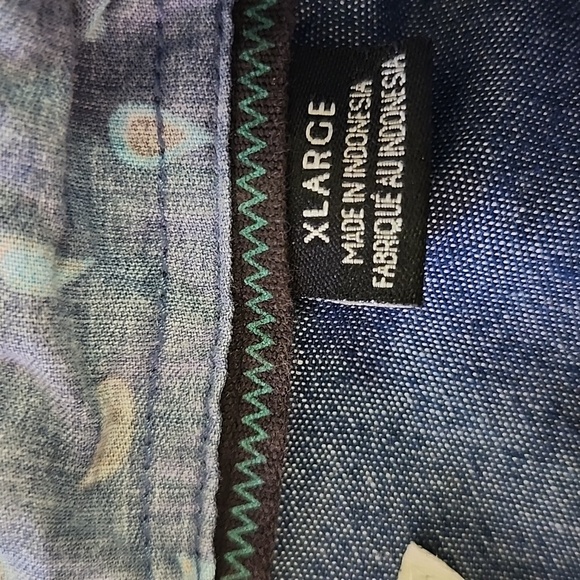 XLARGE
MADE IN INDONESIA
FABRIQUÉ AU INDONESIA